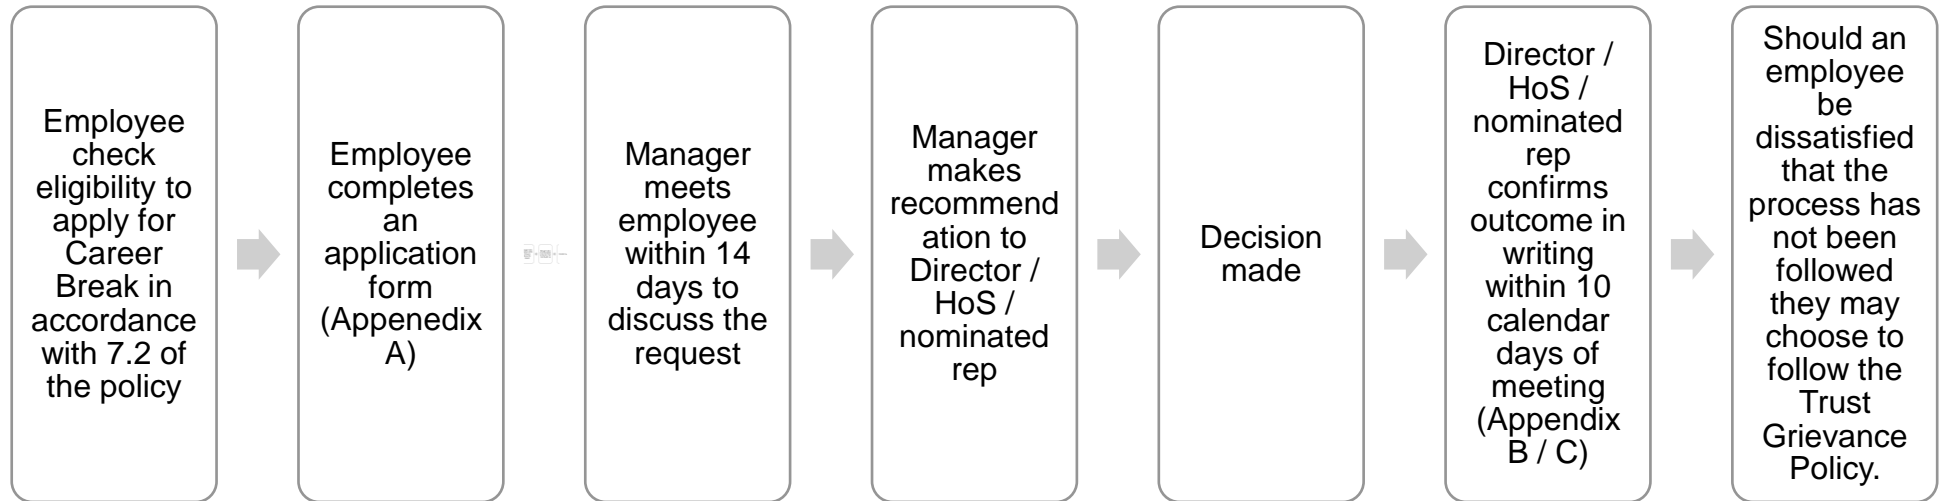 Employee
check
eligibility to
apply for
Career
Break in
accordance
with 7.2 of
the policy
Employee
completes
an
application
form
(Appenedix
A)
Manager
meets
employee
within 14
days to
discuss the
request
Manager
makes
recommend
ation to
Director /
HoS /
nominated
rep
Decision
made
Director /
HoS /
nominated
rep
confirms
outcome in
writing
within 10
calendar
days of
meeting
(Appendix
B / C)
Should an
employee
be
dissatisfied
that the
process has
not been
followed
they may
choose to
follow the
Trust
Grievance
Policy.